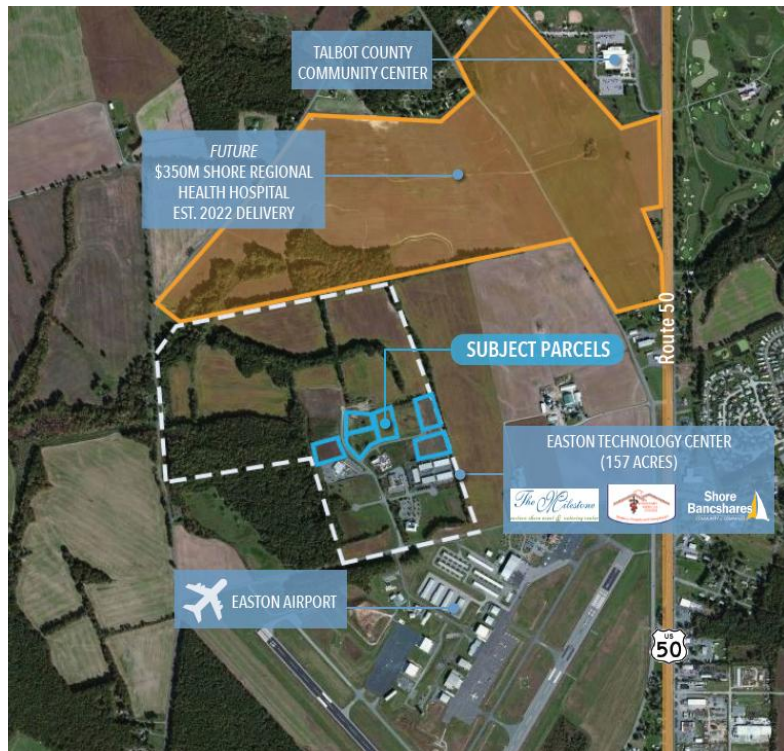 TALBOT COUNTY
COMMUNITY CENTER
FUTURE
$350M SHORE REGIONAL
HEALTH HOSPITAL
EST. 2022 DELIVERY
SUBJECT PARCELS
Route 50
EASTON TECHNOLOGY CENTER
(157 ACRES)
The Milestone
Shore
Bancshares
EASTON AIRPORT
US
50